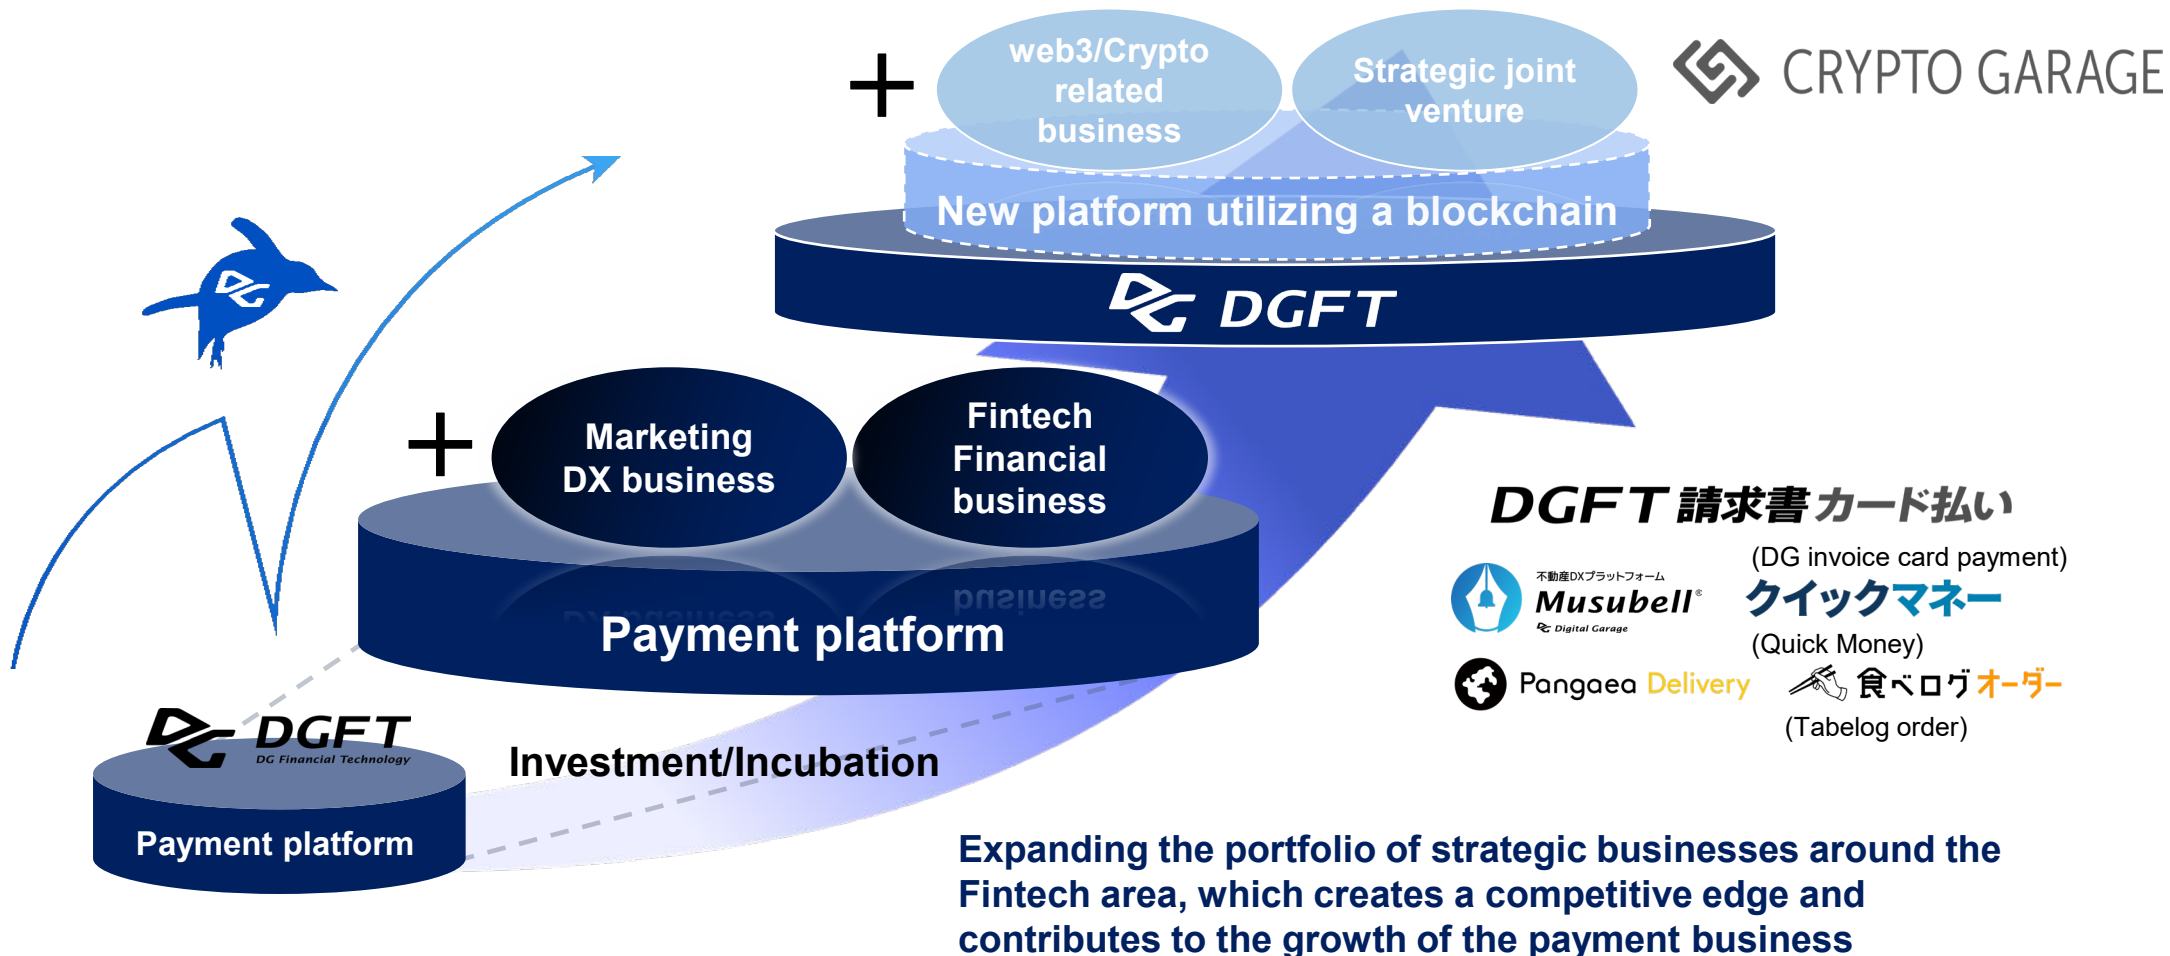 web3/Crypto
related
business
Strategic joint
venture
CRYPTO GARAGE
New platform utilizing a blockchain
DGFT
Marketing
DX business
Fintech
Financial
business
Payment platform
DGFT 請求書カード払い
(DG invoice card payment)
不動産DXプラットフォーム
Musubell®
Digital Garage
クイックマネー
(Quick Money)
Pangaea Delivery
食べログオーダー
(Tabelog order)
DGFT
DG Financial Technology
Payment platform
Investment/Incubation
Expanding the portfolio of strategic businesses around the
Fintech area, which creates a competitive edge and
contributes to the growth of the payment business